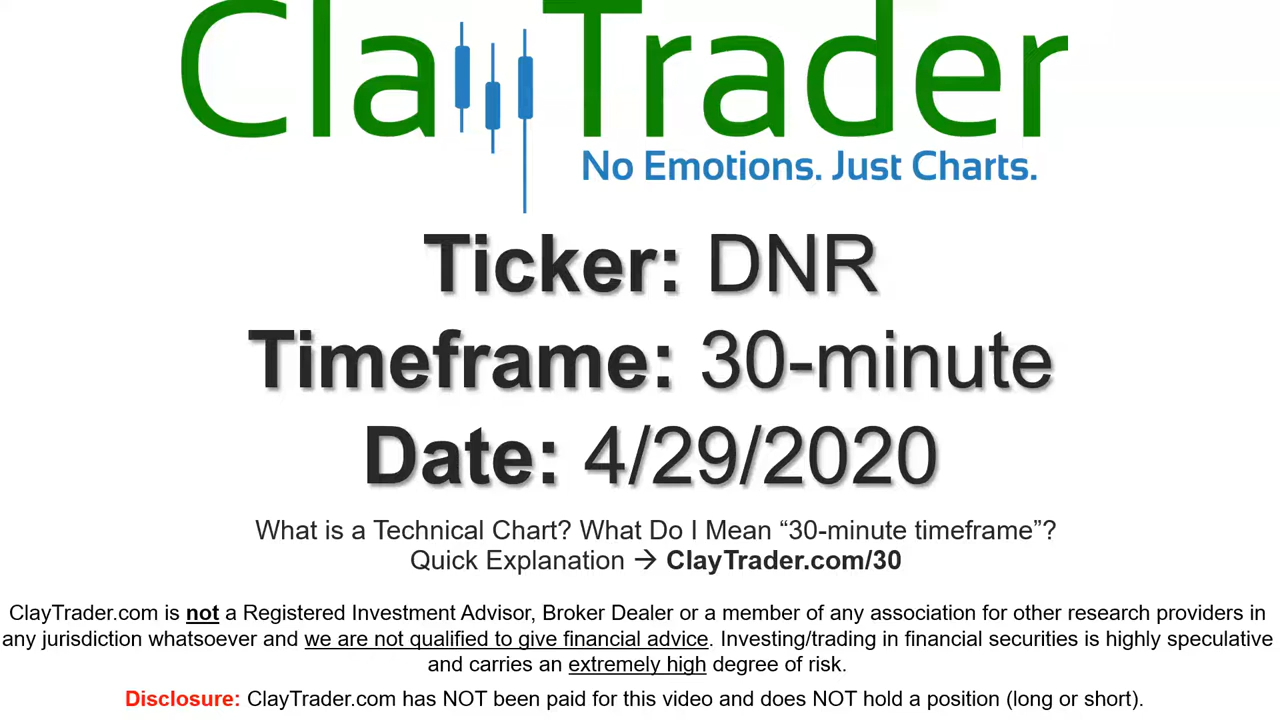 ClayTrader
No Emotions. Just Charts.
Ticker: DNR
Timeframe: 30-minute
Date: 4/29/2020
What is a Technical Chart? What Do I Mean “30-minute timeframe”?
Quick Explanation → ClayTrader.com/30
ClayTrader.com is not a Registered Investment Advisor, Broker Dealer or a member of any association for other research providers in
any jurisdiction whatsoever and we are not qualified to give financial advice. Investing/trading in financial securities is highly speculative
and carries an extremely high degree of risk.
Disclosure: ClayTrader.com has NOT been paid for this video and does NOT hold a position (long or short).